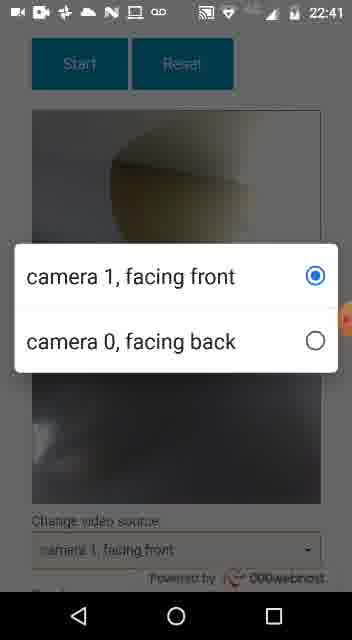 22:41
Start
Reset
camera 1, facing front
camera 0, facing back
Change video source
camera 1, facing front
Powered by 000webhost